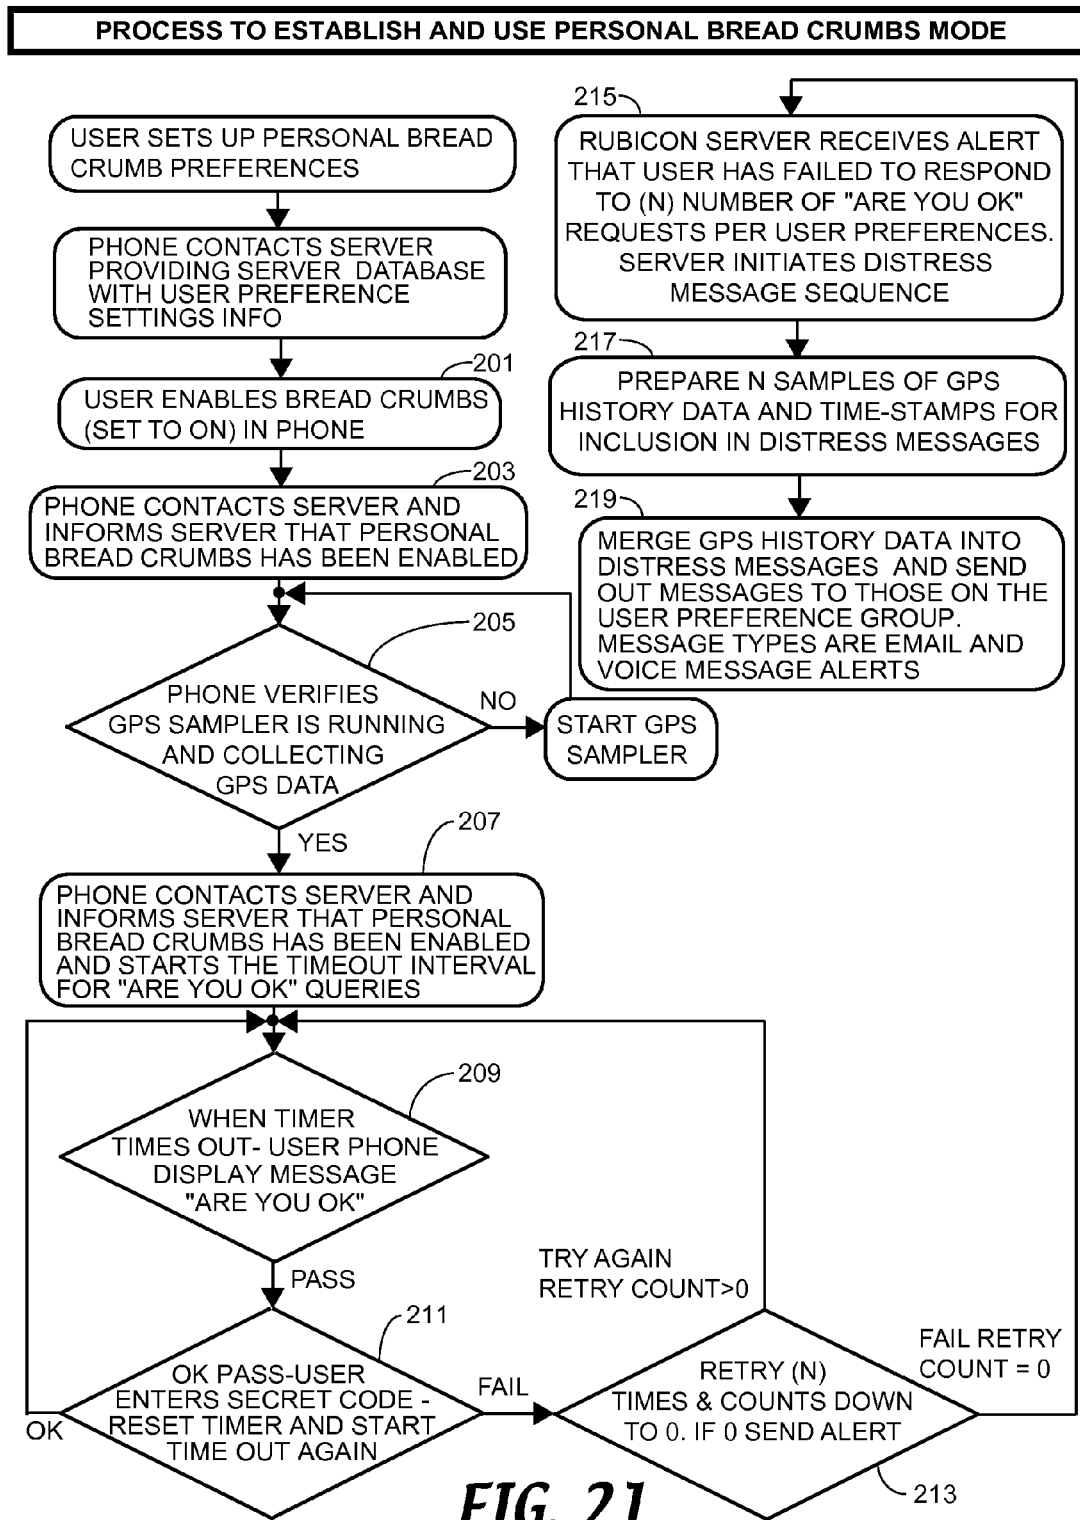 PROCESS TO ESTABLISH AND USE PERSONAL BREAD CRUMBS MODE
USER SETS UP PERSONAL BREAD
CRUMB PREFERENCES
PHONE CONTACTS SERVER
PROVIDING SERVER DATABASE
WITH USER PREFERENCE
SETTINGS INFO
201
USER ENABLES BREAD CRUMBS
(SET TO ON) IN PHONE
203
PHONE CONTACTS SERVER AND
INFORMS SERVER THAT PERSONAL
BREAD CRUMBS HAS BEEN ENABLED
205
PHONE VERIFIES
GPS SAMPLER IS RUNNING
AND COLLECTING
GPS DATA
NO
START GPS
SAMPLER
YES
207
PHONE CONTACTS SERVER AND
INFORMS SERVER THAT PERSONAL
BREAD CRUMBS HAS BEEN ENABLED
AND STARTS THE TIMEOUT INTERVAL
FOR "ARE YOU OK" QUERIES
209
WHEN TIMER
TIMES OUT- USER PHONE
DISPLAY MESSAGE
"ARE YOU OK"
PASS
211
OK PASS-USER
ENTERS SECRET CODE -
RESET TIMER AND START
TIME OUT AGAIN
OK
FAIL
TRY AGAIN
RETRY COUNT>0
RETRY (N)
TIMES & COUNTS DOWN
TO 0. IF 0 SEND ALERT
213
FAIL RETRY
COUNT = 0
215
RUBICON SERVER RECEIVES ALERT
THAT USER HAS FAILED TO RESPOND
TO (N) NUMBER OF "ARE YOU OK"
REQUESTS PER USER PREFERENCES.
SERVER INITIATES DISTRESS
MESSAGE SEQUENCE
217
PREPARE N SAMPLES OF GPS
HISTORY DATA AND TIME-STAMPS FOR
INCLUSION IN DISTRESS MESSAGES
219
MERGE GPS HISTORY DATA INTO
DISTRESS MESSAGES AND SEND
OUT MESSAGES TO THOSE ON THE
USER PREFERENCE GROUP.
MESSAGE TYPES ARE EMAIL AND
VOICE MESSAGE ALERTS
FIG. 21